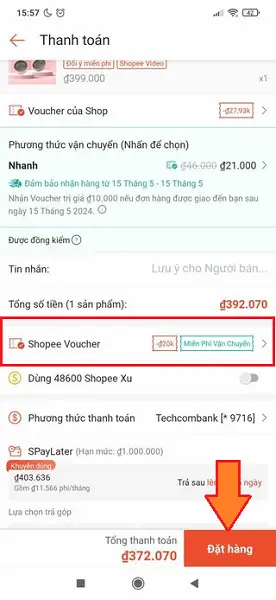 15:57
42
Thanh toán
Đổi ý miễn phí Shopee Video
₫399.000 x1
Voucher của Shop -₫27,93k
Phương thức vận chuyển (Nhấn để chọn)
Nhanh ₫46.000 ₫21.000
Đảm bảo nhận hàng từ 15 Tháng 5 - 15 Tháng 5
Nhận Voucher trị giá ₫10.000 nếu đơn hàng được giao đến bạn sau
ngày 15 Tháng 5 2024.
Được đồng kiểm
Tin nhắn: Lưu ý cho Người bán...
Tổng số tiền (1 sản phẩm): ₫392.070
Shopee Voucher -₫20k Miễn Phí Vận Chuyển
Dùng 48600 Shopee Xu
Phương thức thanh toán Techcombank [* 9716]
SPayLater (Hạn mức: ₫1.000.000)
Khuyên dùng
₫403.636
Gồm ₫11.566 phí/tháng
Trả sau lên ngày
Lựa chọn trả góp
Tổng thanh toán
₫372.070
Đặt hàng